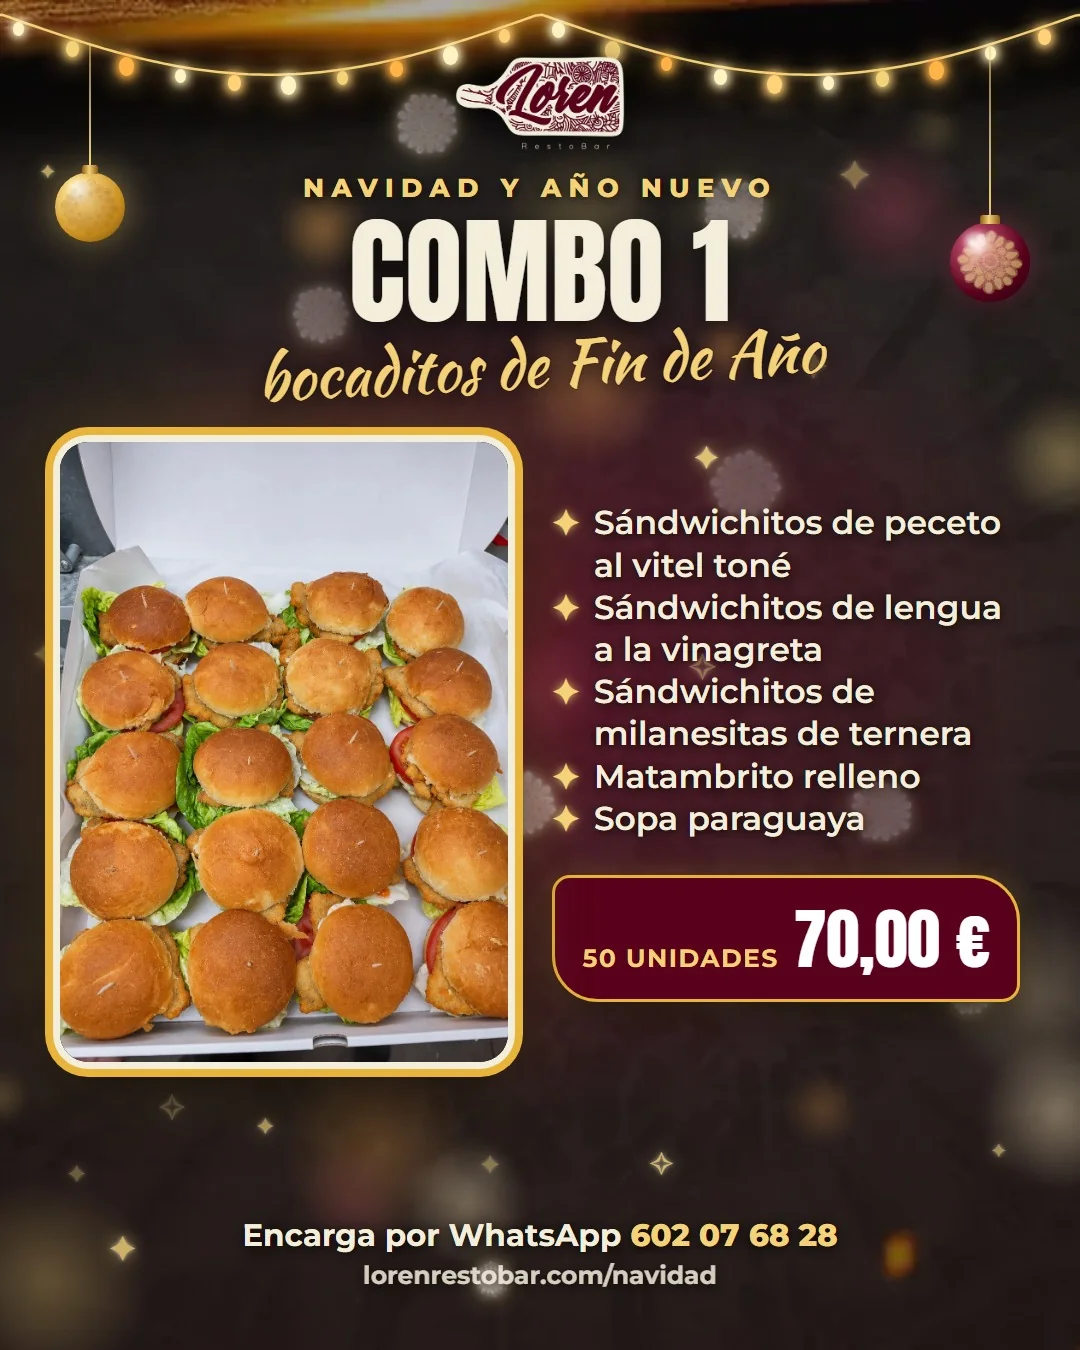 Loren
RestoBar
NAVIDAD Y AÑO NUEVO
COMBO 1
bocaditos de Fin de Año
Sándwichitos de peceto
al vitel toné
Sándwichitos de lengua
a la vinagreta
Sándwichitos de
milanesitas de ternera
Matambrito relleno
Sopa paraguaya
50 UNIDADES 70,00 €
Encarga por WhatsApp 602 07 68 28
lorenrestobar.com/navidad